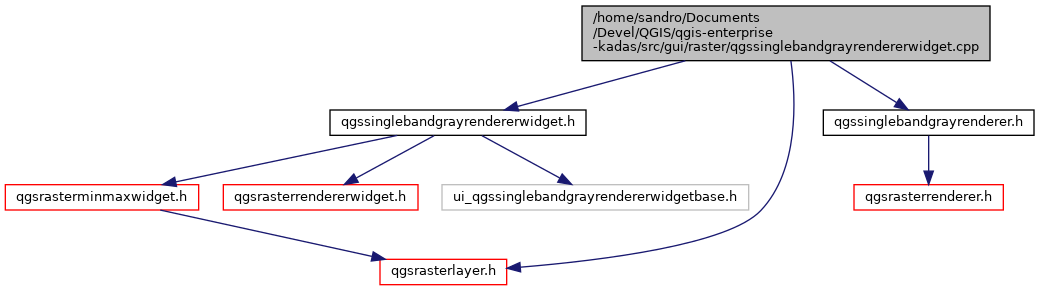 /home/sandro/Documents
/Devel/QGIS/qgis-enterprise
-kadas/src/gui/raster/qgssinglebandgrayrendererwidget.cpp
qgssinglebandgrayrendererwidget.h
qgssinglebandgrayrenderer.h
qgsrasterminmaxwidget.h
qgsrasterrendererwidget.h
ui_qgssinglebandgrayrendererwidgetbase.h
qgsrasterrenderer.h
qgsrasterlayer.h